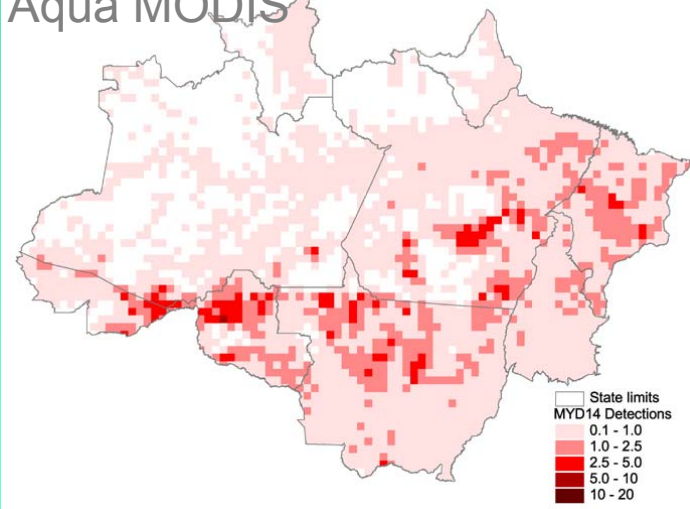 Aqua MODIS
State limits
MYD14 Detections
0.1 - 1.0
1.0 - 2.5
2.5 - 5.0
5.0 - 10
10 - 20